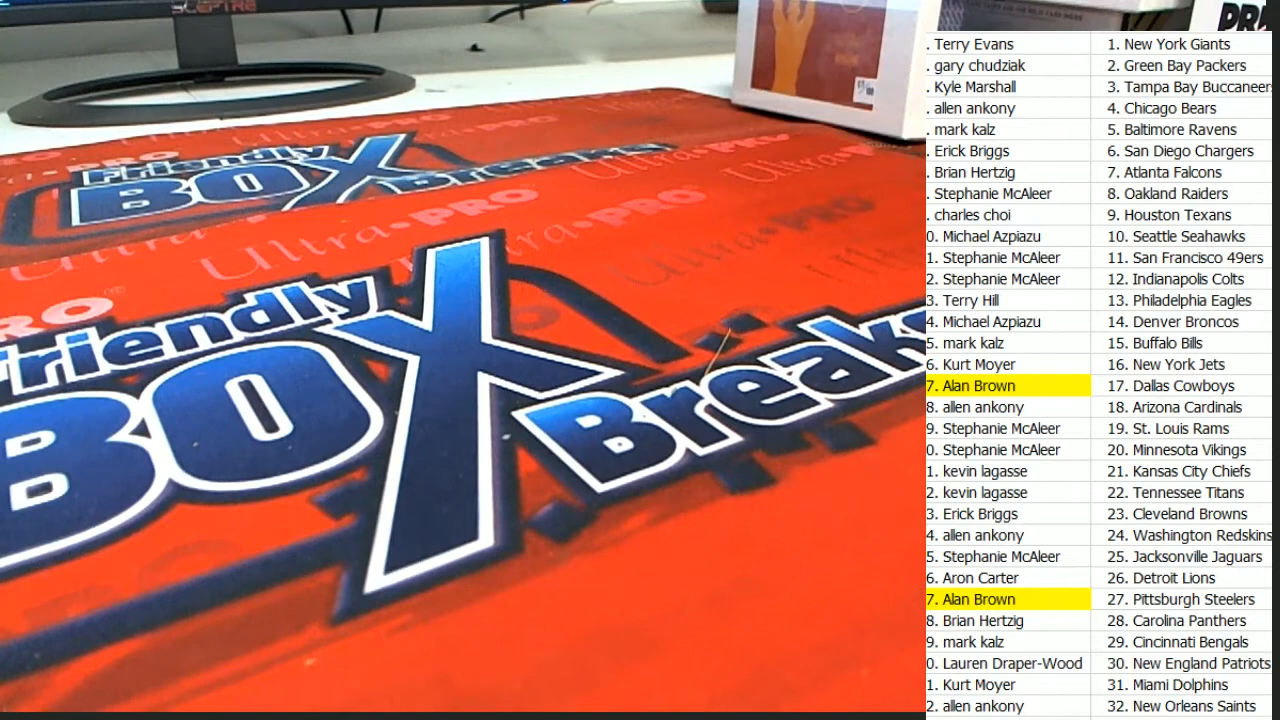 SCEPTRE
PRO
Friendly
BOX
Breaks
Ultra•PRO
Ultra•PRO
Ultra•PRO
Ultra•PRO
Friendly
BOX
Breaks
. Terry Evans 1. New York Giants
. gary chudziak 2. Green Bay Packers
. Kyle Marshall 3. Tampa Bay Buccaneers
. allen ankony 4. Chicago Bears
. mark kalz 5. Baltimore Ravens
. Erick Briggs 6. San Diego Chargers
. Brian Hertzig 7. Atlanta Falcons
. Stephanie McAleer 8. Oakland Raiders
. charles choi 9. Houston Texans
0. Michael Azpiazu 10. Seattle Seahawks
1. Stephanie McAleer 11. San Francisco 49ers
2. Stephanie McAleer 12. Indianapolis Colts
3. Terry Hill 13. Philadelphia Eagles
4. Michael Azpiazu 14. Denver Broncos
5. mark kalz 15. Buffalo Bills
6. Kurt Moyer 16. New York Jets
7. Alan Brown 17. Dallas Cowboys
8. allen ankony 18. Arizona Cardinals
9. Stephanie McAleer 19. St. Louis Rams
0. Stephanie McAleer 20. Minnesota Vikings
1. kevin lagasse 21. Kansas City Chiefs
2. kevin lagasse 22. Tennessee Titans
3. Erick Briggs 23. Cleveland Browns
4. allen ankony 24. Washington Redskins
5. Stephanie McAleer 25. Jacksonville Jaguars
6. Aron Carter 26. Detroit Lions
7. Alan Brown 27. Pittsburgh Steelers
8. Brian Hertzig 28. Carolina Panthers
9. mark kalz 29. Cincinnati Bengals
0. Lauren Draper-Wood 30. New England Patriots
1. Kurt Moyer 31. Miami Dolphins
2. allen ankony 32. New Orleans Saints